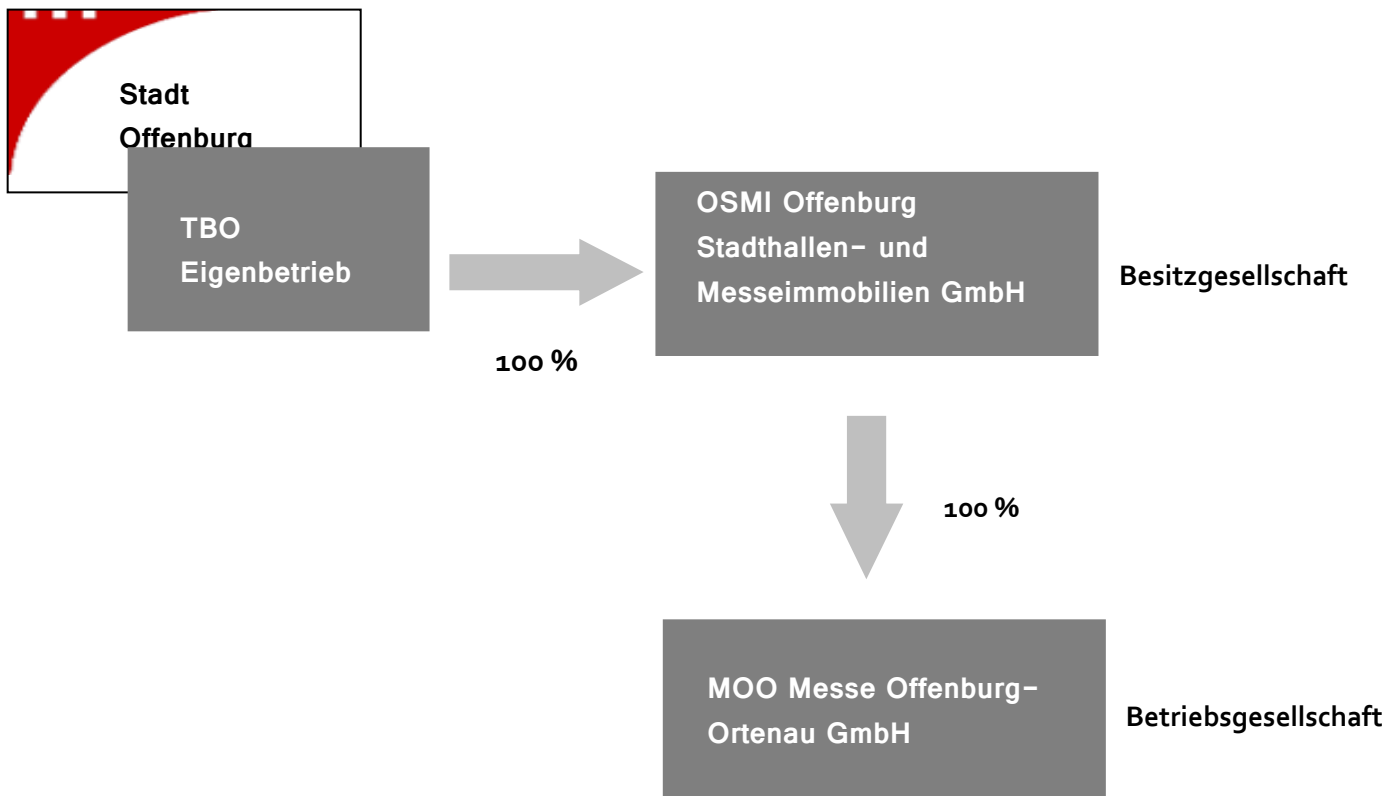 Stadt
Offenburg
TBO
Eigenbetrieb
100 %
OSMI Offenburg
Stadthallen- und
Messeimmobilien GmbH
Besitzgesellschaft
100 %
MOO Messe Offenburg-
Ortenau GmbH
Betriebsgesellschaft